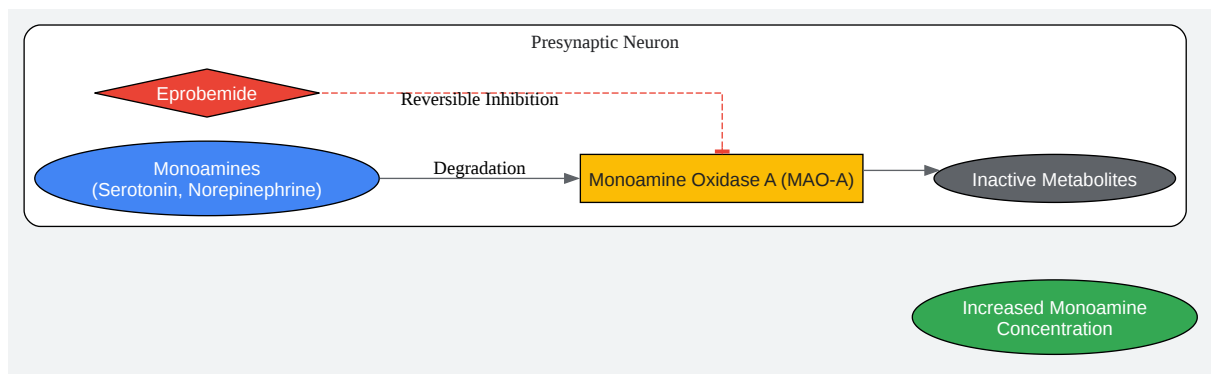 Presynaptic Neuron
Eprobemide
Reversible Inhibition
Monoamines
(Serotonin, Norepinephrine)
Degradation
Monoamine Oxidase A (MAO-A)
Inactive Metabolites
Increased Monoamine
Concentration